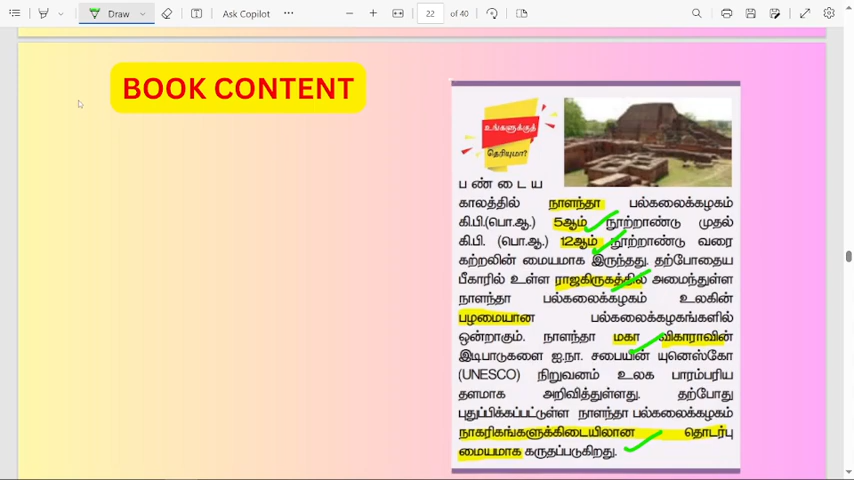 Draw
Ask Copilot
22 of 40
BOOK CONTENT
உங்களுக்குத்
தெரியுமா?
பண்டைய
காலத்தில் நாளந்தா பல்கலைக்கழகம்
கி.பி.(பொ.ஆ.) 5ஆம் நூற்றாண்டு முதல்
கி.பி. (பொ.ஆ.) 12ஆம் நூற்றாண்டு வரை
கற்றலின் மையமாக இருந்தது. தற்போதைய
பீகாரில் உள்ள ராஜகிருகத்தில் அமைந்துள்ள
நாளந்தா பல்கலைக்கழகம் உலகின்
பழமையான பல்கலைக்கழகங்களில்
ஒன்றாகும். நாளந்தா மகா விகாராவின்
இடிபாடுகளை ஐ.நா. சபையின் யுனெஸ்கோ
(UNESCO) நிறுவனம் உலக பாரம்பரிய
தளமாக அறிவித்துள்ளது. தற்போது
புதுப்பிக்கப்பட்டுள்ள நாளந்தா பல்கலைக்கழகம்
நாகரிகங்களுக்கிடையிலான தொடர்பு
மையமாக கருதப்படுகிறது.